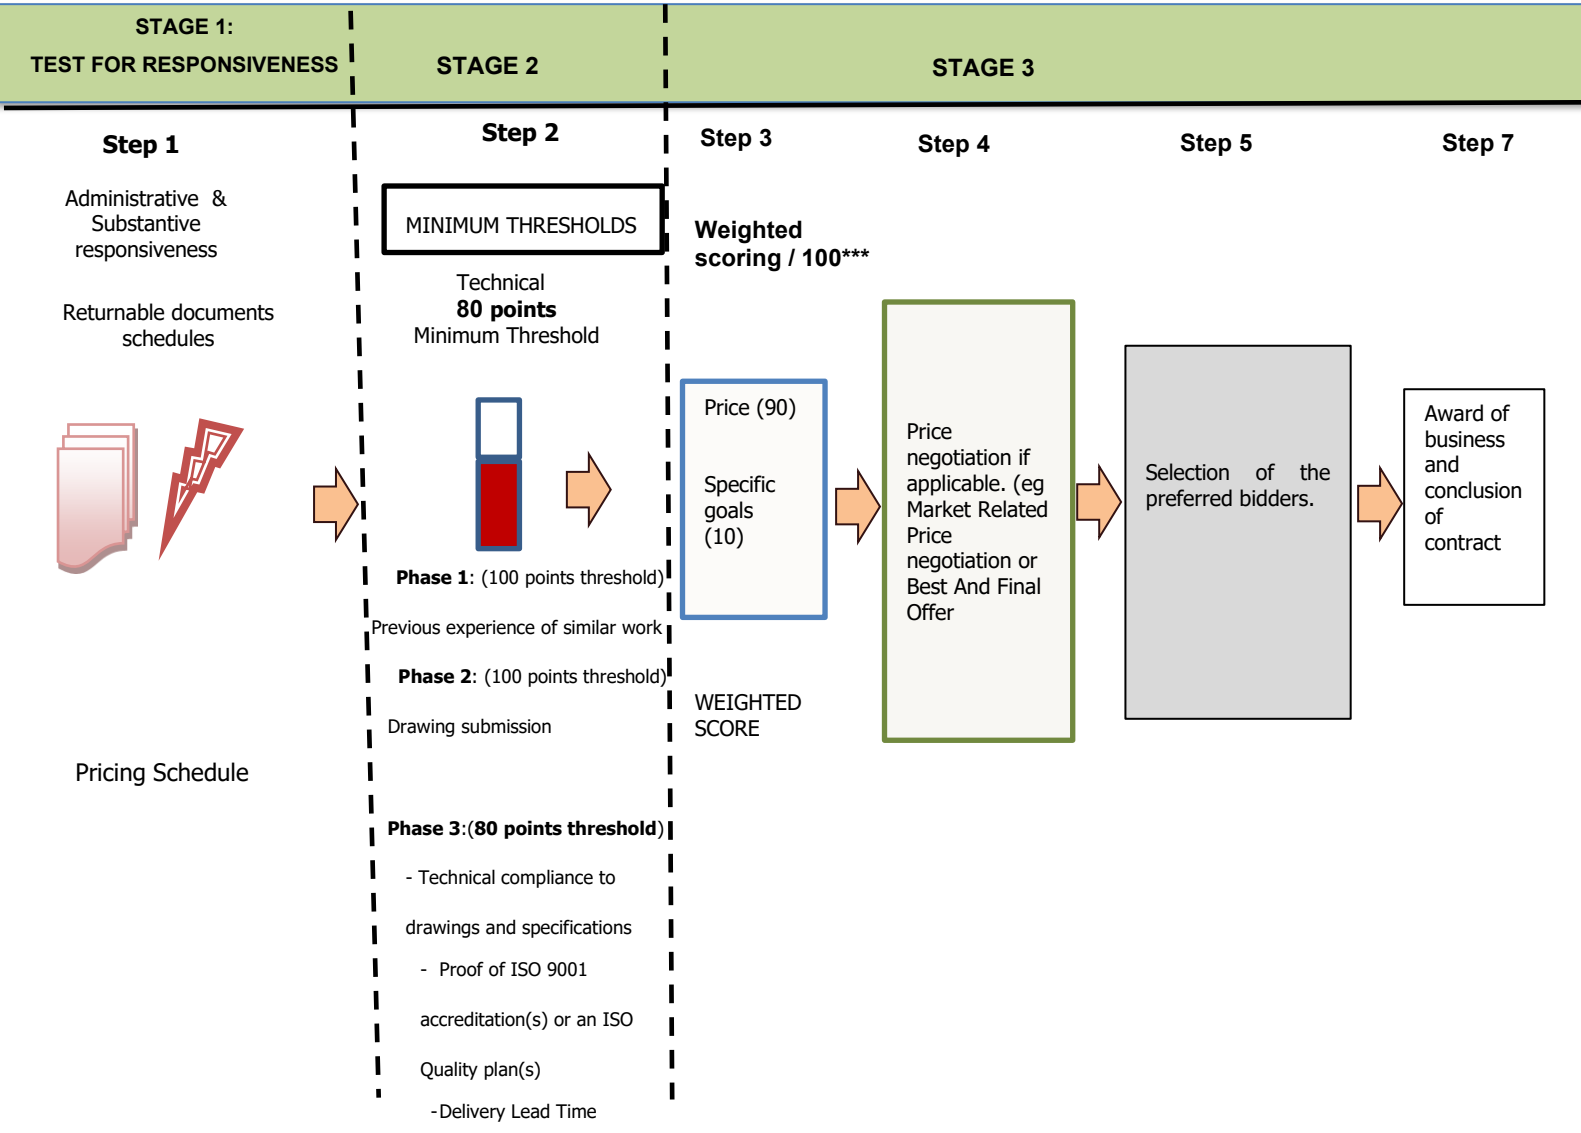 STAGE 1:
TEST FOR RESPONSIVENESS
STAGE 2
STAGE 3
Step 1
Administrative &
Substantive
responsiveness
Returnable documents
schedules
Pricing Schedule
Step 2
MINIMUM THRESHOLDS
Technical
80 points
Minimum Threshold
Phase 1: (100 points threshold)
Previous experience of similar work
Phase 2: (100 points threshold)
Drawing submission
Phase 3:(80 points threshold)
- Technical compliance to
drawings and specifications
- Proof of ISO 9001
accreditation(s) or an ISO
Quality plan(s)
-Delivery Lead Time
Step 3
Weighted
scoring / 100***
Price (90)
Specific
goals
(10)
WEIGHTED
SCORE
Step 4
Price
negotiation if
applicable. (eg
Market Related
Price
negotiation or
Best And Final
Offer
Step 5
Selection of the
preferred bidders.
Step 7
Award of
business
and
conclusion
of
contract